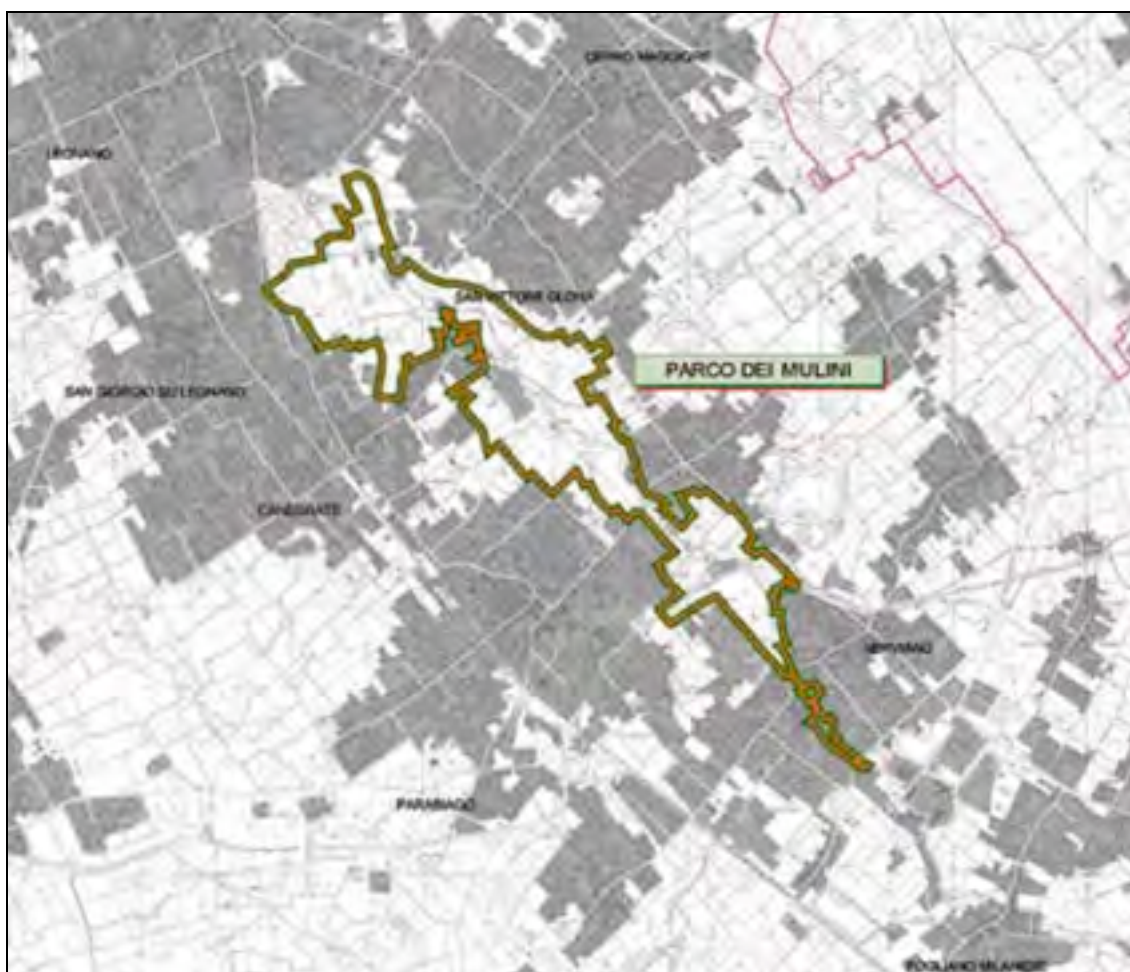 CERRO MAGGIORE
LEGNANO
SAN VITTORE OLONA
PARCO DEI MULINI
SAN GIORGIO SU LEGNANO
CANEGRATE
NERVIANO
PARABIAGO
POGLIANO MILANESE